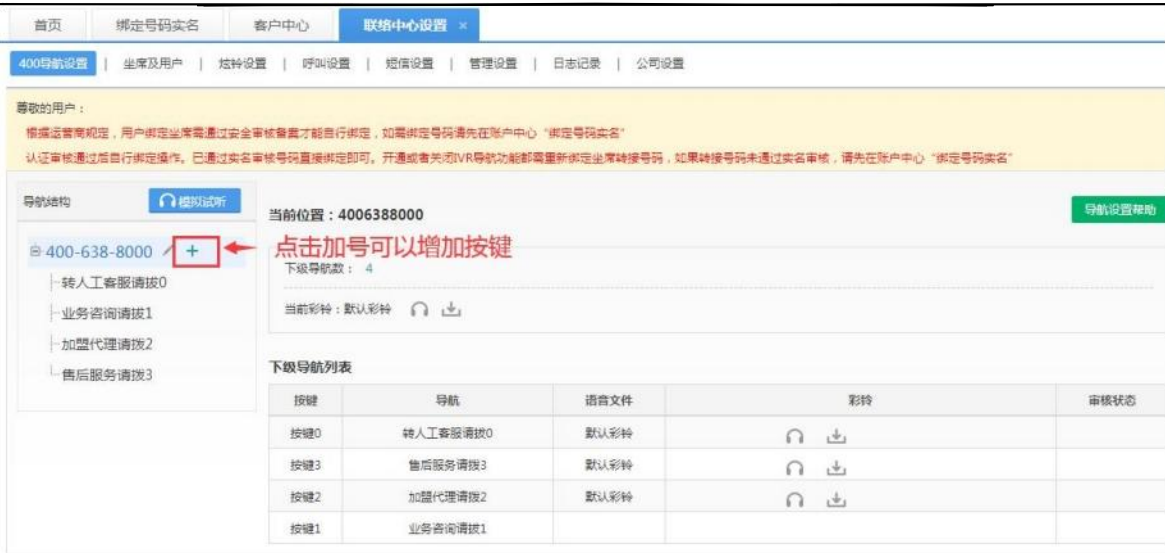 首页 绑定号码实名 客户中心 联络中心设置 ×
400导航设置 | 坐席及用户 | 炫铃设置 | 呼叫设置 | 短信设置 | 管理设置 | 日志记录 | 公司设置
尊敬的用户：
根据运营商规定，用户绑定坐席需通过安全审核备案才能自行绑定，如需绑定号码请先在账户中心“绑定号码实名”
认证审核通过后自行绑定操作。已通过实名审核号码直接绑定即可。开通或者关闭IVR导航功能都需重新绑定坐席转接号码，如果转接号码未通过实名审核，请先在账户中心“绑定号码实名”
导航结构 模拟试听
当前位置：4006388000
导航设置帮助
400-638-8000 +
点击加号可以增加按键
转人工客服请拔0
业务咨询请拔1
加盟代理请拨2
售后服务请拨3
下级导航数： 4
当前彩铃：默认彩铃
下级导航列表
按键 导航 语音文件 彩铃 审核状态
按键0 转人工客服请拔0 默认彩铃
按键3 售后服务请拨3 默认彩铃
按键2 加盟代理请拨2 默认彩铃
按键1 业务咨询请拔1